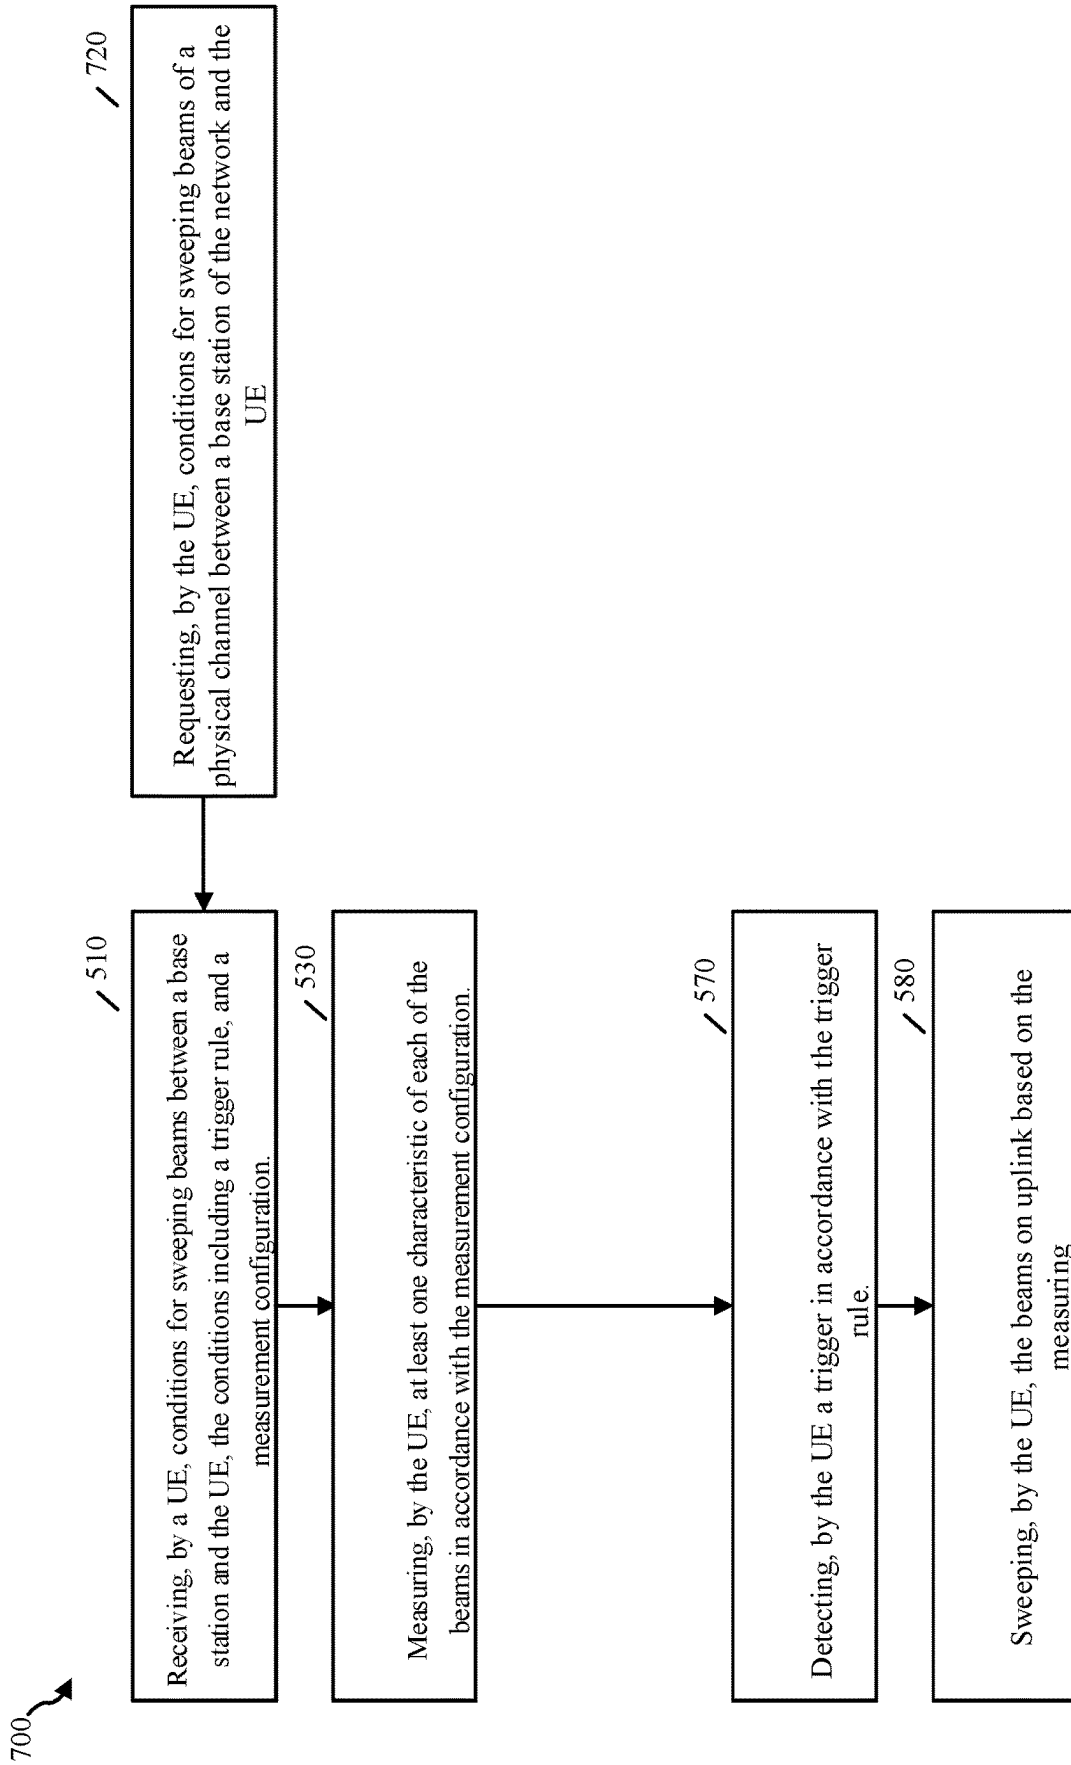 700
510
Receiving, by a UE, conditions for sweeping beams between a base
station and the UE, the conditions including a trigger rule, and a
measurement configuration.
720
Requesting, by the UE, conditions for sweeping beams of a
physical channel between a base station of the network and the
UE
530
Measuring, by the UE, at least one characteristic of each of the
beams in accordance with the measurement configuration.
570
Detecting, by the UE a trigger in accordance with the trigger
rule.
580
Sweeping, by the UE, the beams on uplink based on the
measuring